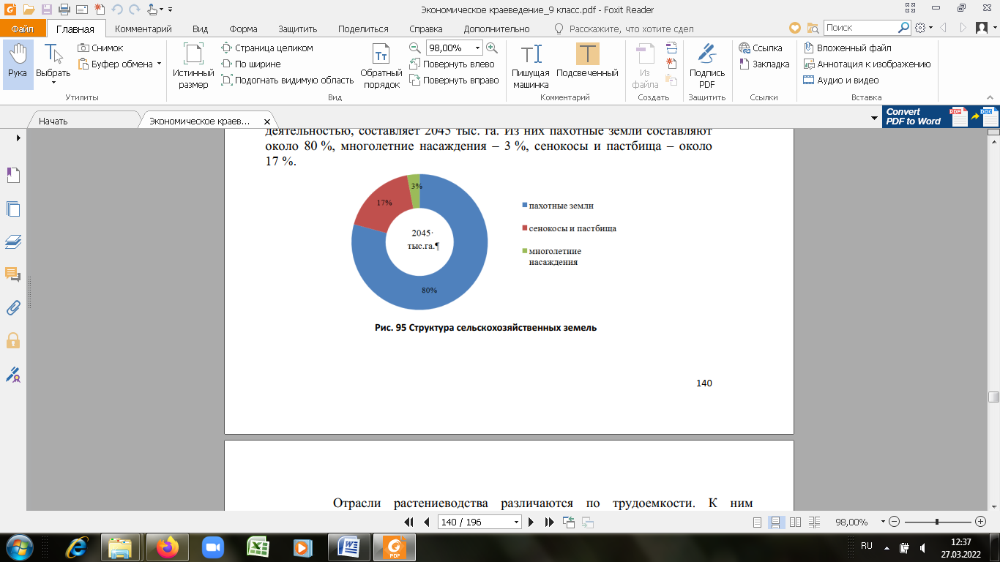 Экономическое краеведение_9 класс.pdf - Foxit Reader
Файл
Главная
Комментарий
Вид
Форма
Защитить
Поделиться
Справка
Дополнительно
Расскажите, что хотите сдел
Поиск
Рука
Выбрать
Снимок
Буфер обмена
Утилиты
Истинный размер
Страница целиком
По ширине
Подогнать видимую область
Обратный порядок
98,00%
Повернуть влево
Повернуть вправо
Вид
Пишущая машинка
Подсвеченный
Комментарий
Из файла
Создать
Подпись PDF
Защитить
Ссылка
Закладка
Ссылки
Вложенный файл
Аннотация к изображению
Аудио и видео
Вставка
Начать
Экономическое краев...
Convert
PDF to Word
PDF
DOC
деятельностью, составляет 2045 тыс. га. Из них пахотные земли составляют
около 80 %, многолетние насаждения – 3 %, сенокосы и пастбища – около
17 %.
3%
17%
2045·
тыс.га.¶
80%
пахотные земли
сенокосы и пастбища
многолетние
насаждения
Рис. 95 Структура сельскохозяйственных земель
140
Отрасли растениеводства различаются по трудоемкости. К ним
140 / 196
98,00%
PDF
RU
12:37
27.03.2022